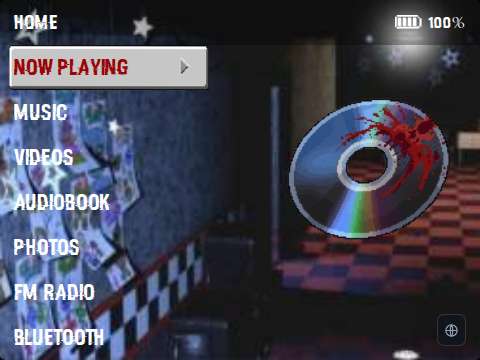 HOME
100%
NOW PLAYING
MUSIC
VIDEOS
AUDIOBOOK
PHOTOS
FM RADIO
BLUETOOTH